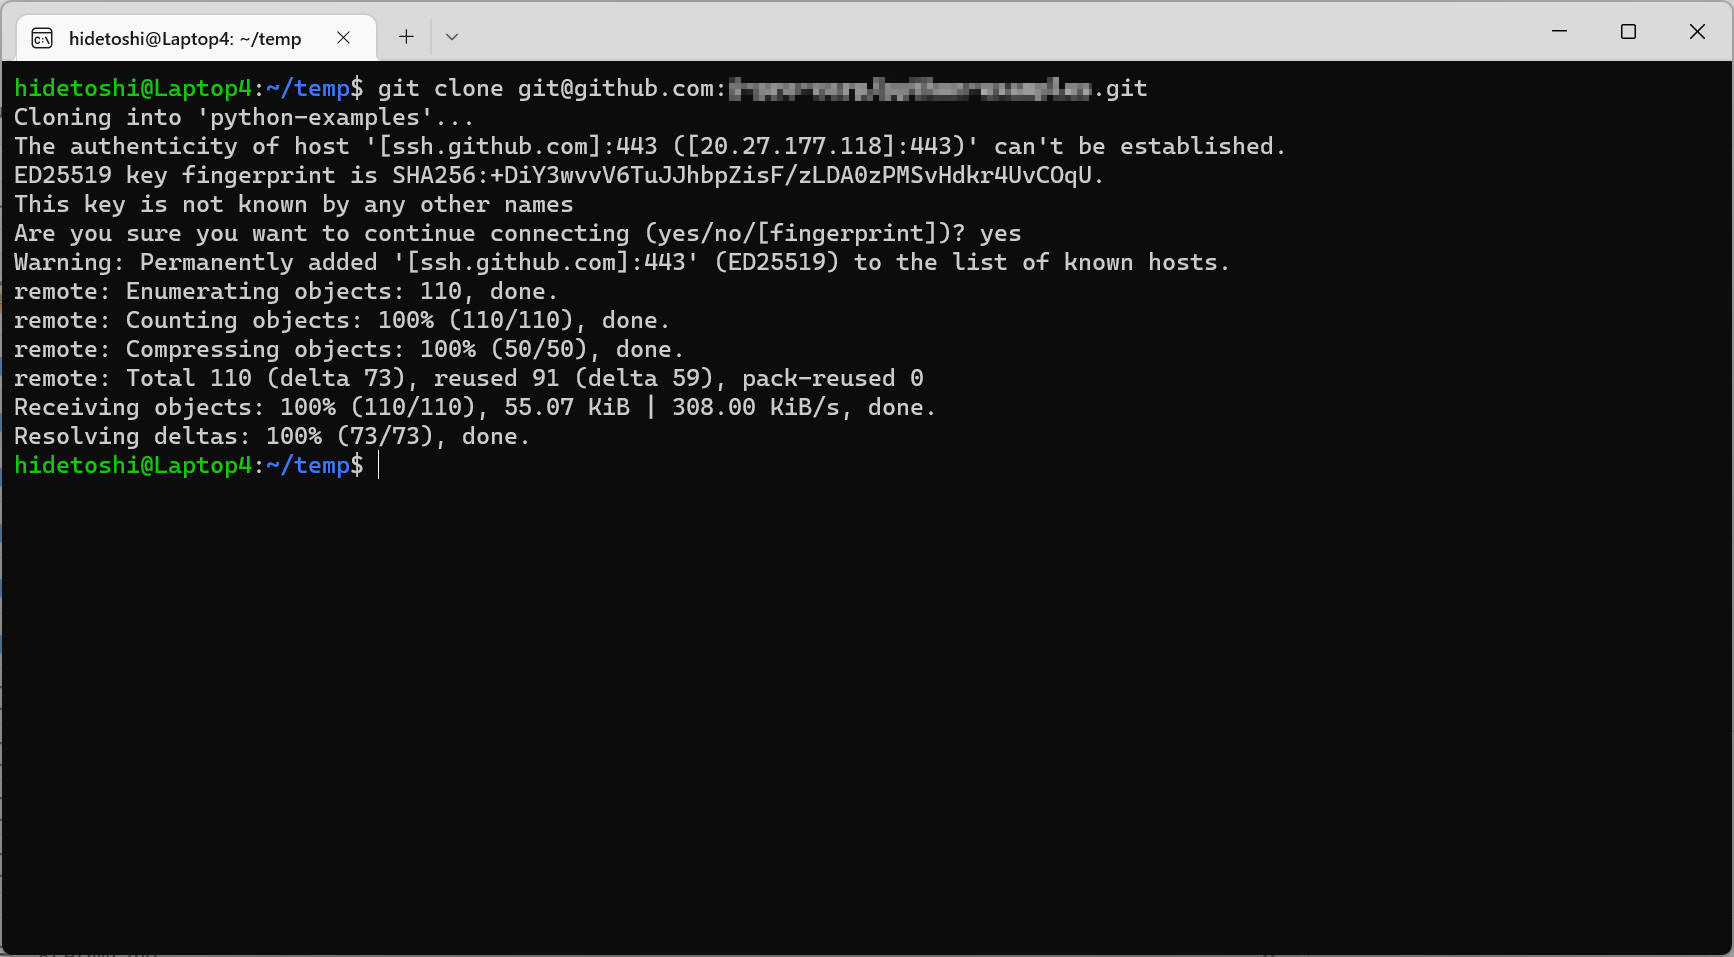 hidetoshi@Laptop4: ~/temp
hidetoshi@Laptop4:~/temp$ git clone git@github.com: .git
Cloning into 'python-examples'...
The authenticity of host '[ssh.github.com]:443 ([20.27.177.118]:443)' can't be established.
ED25519 key fingerprint is SHA256:+DiY3wvvV6TuJJhbpZisF/zLDA0zPMSvHdkr4UvCOqU.
This key is not known by any other names
Are you sure you want to continue connecting (yes/no/[fingerprint])? yes
Warning: Permanently added '[ssh.github.com]:443' (ED25519) to the list of known hosts.
remote: Enumerating objects: 110, done.
remote: Counting objects: 100% (110/110), done.
remote: Compressing objects: 100% (50/50), done.
remote: Total 110 (delta 73), reused 91 (delta 59), pack-reused 0
Receiving objects: 100% (110/110), 55.07 KiB | 308.00 KiB/s, done.
Resolving deltas: 100% (73/73), done.
hidetoshi@Laptop4:~/temp$